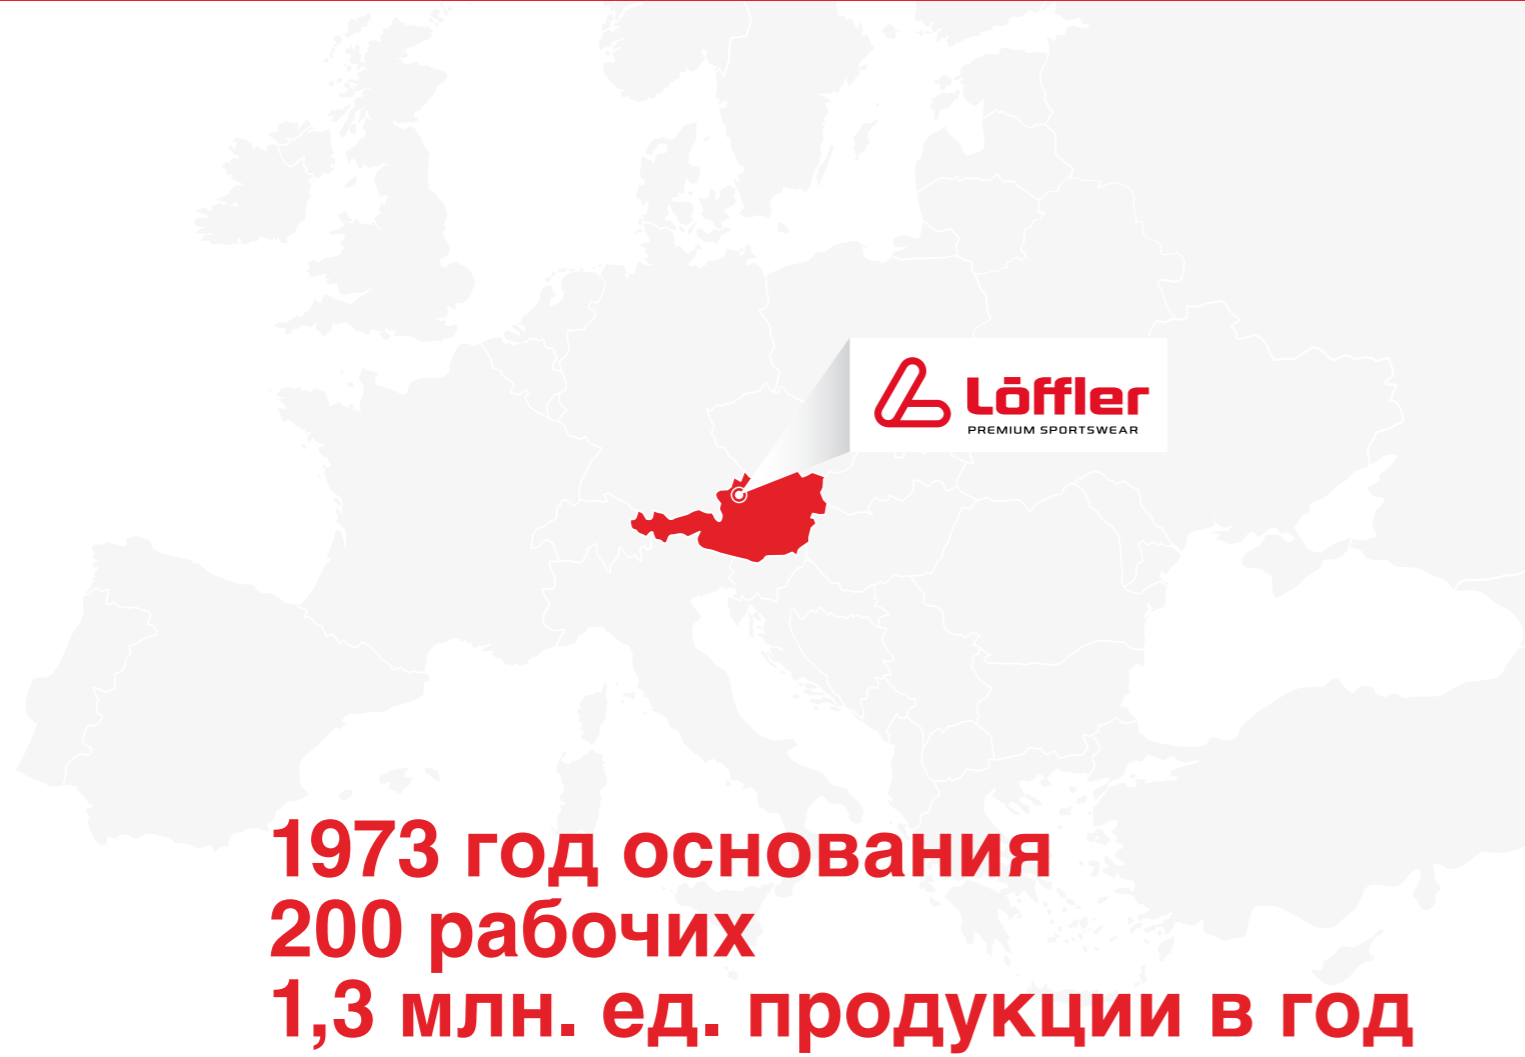 Löffler
PREMIUM SPORTSWEAR
1973 год основания
200 рабочих
1,3 млн. ед. продукции в год